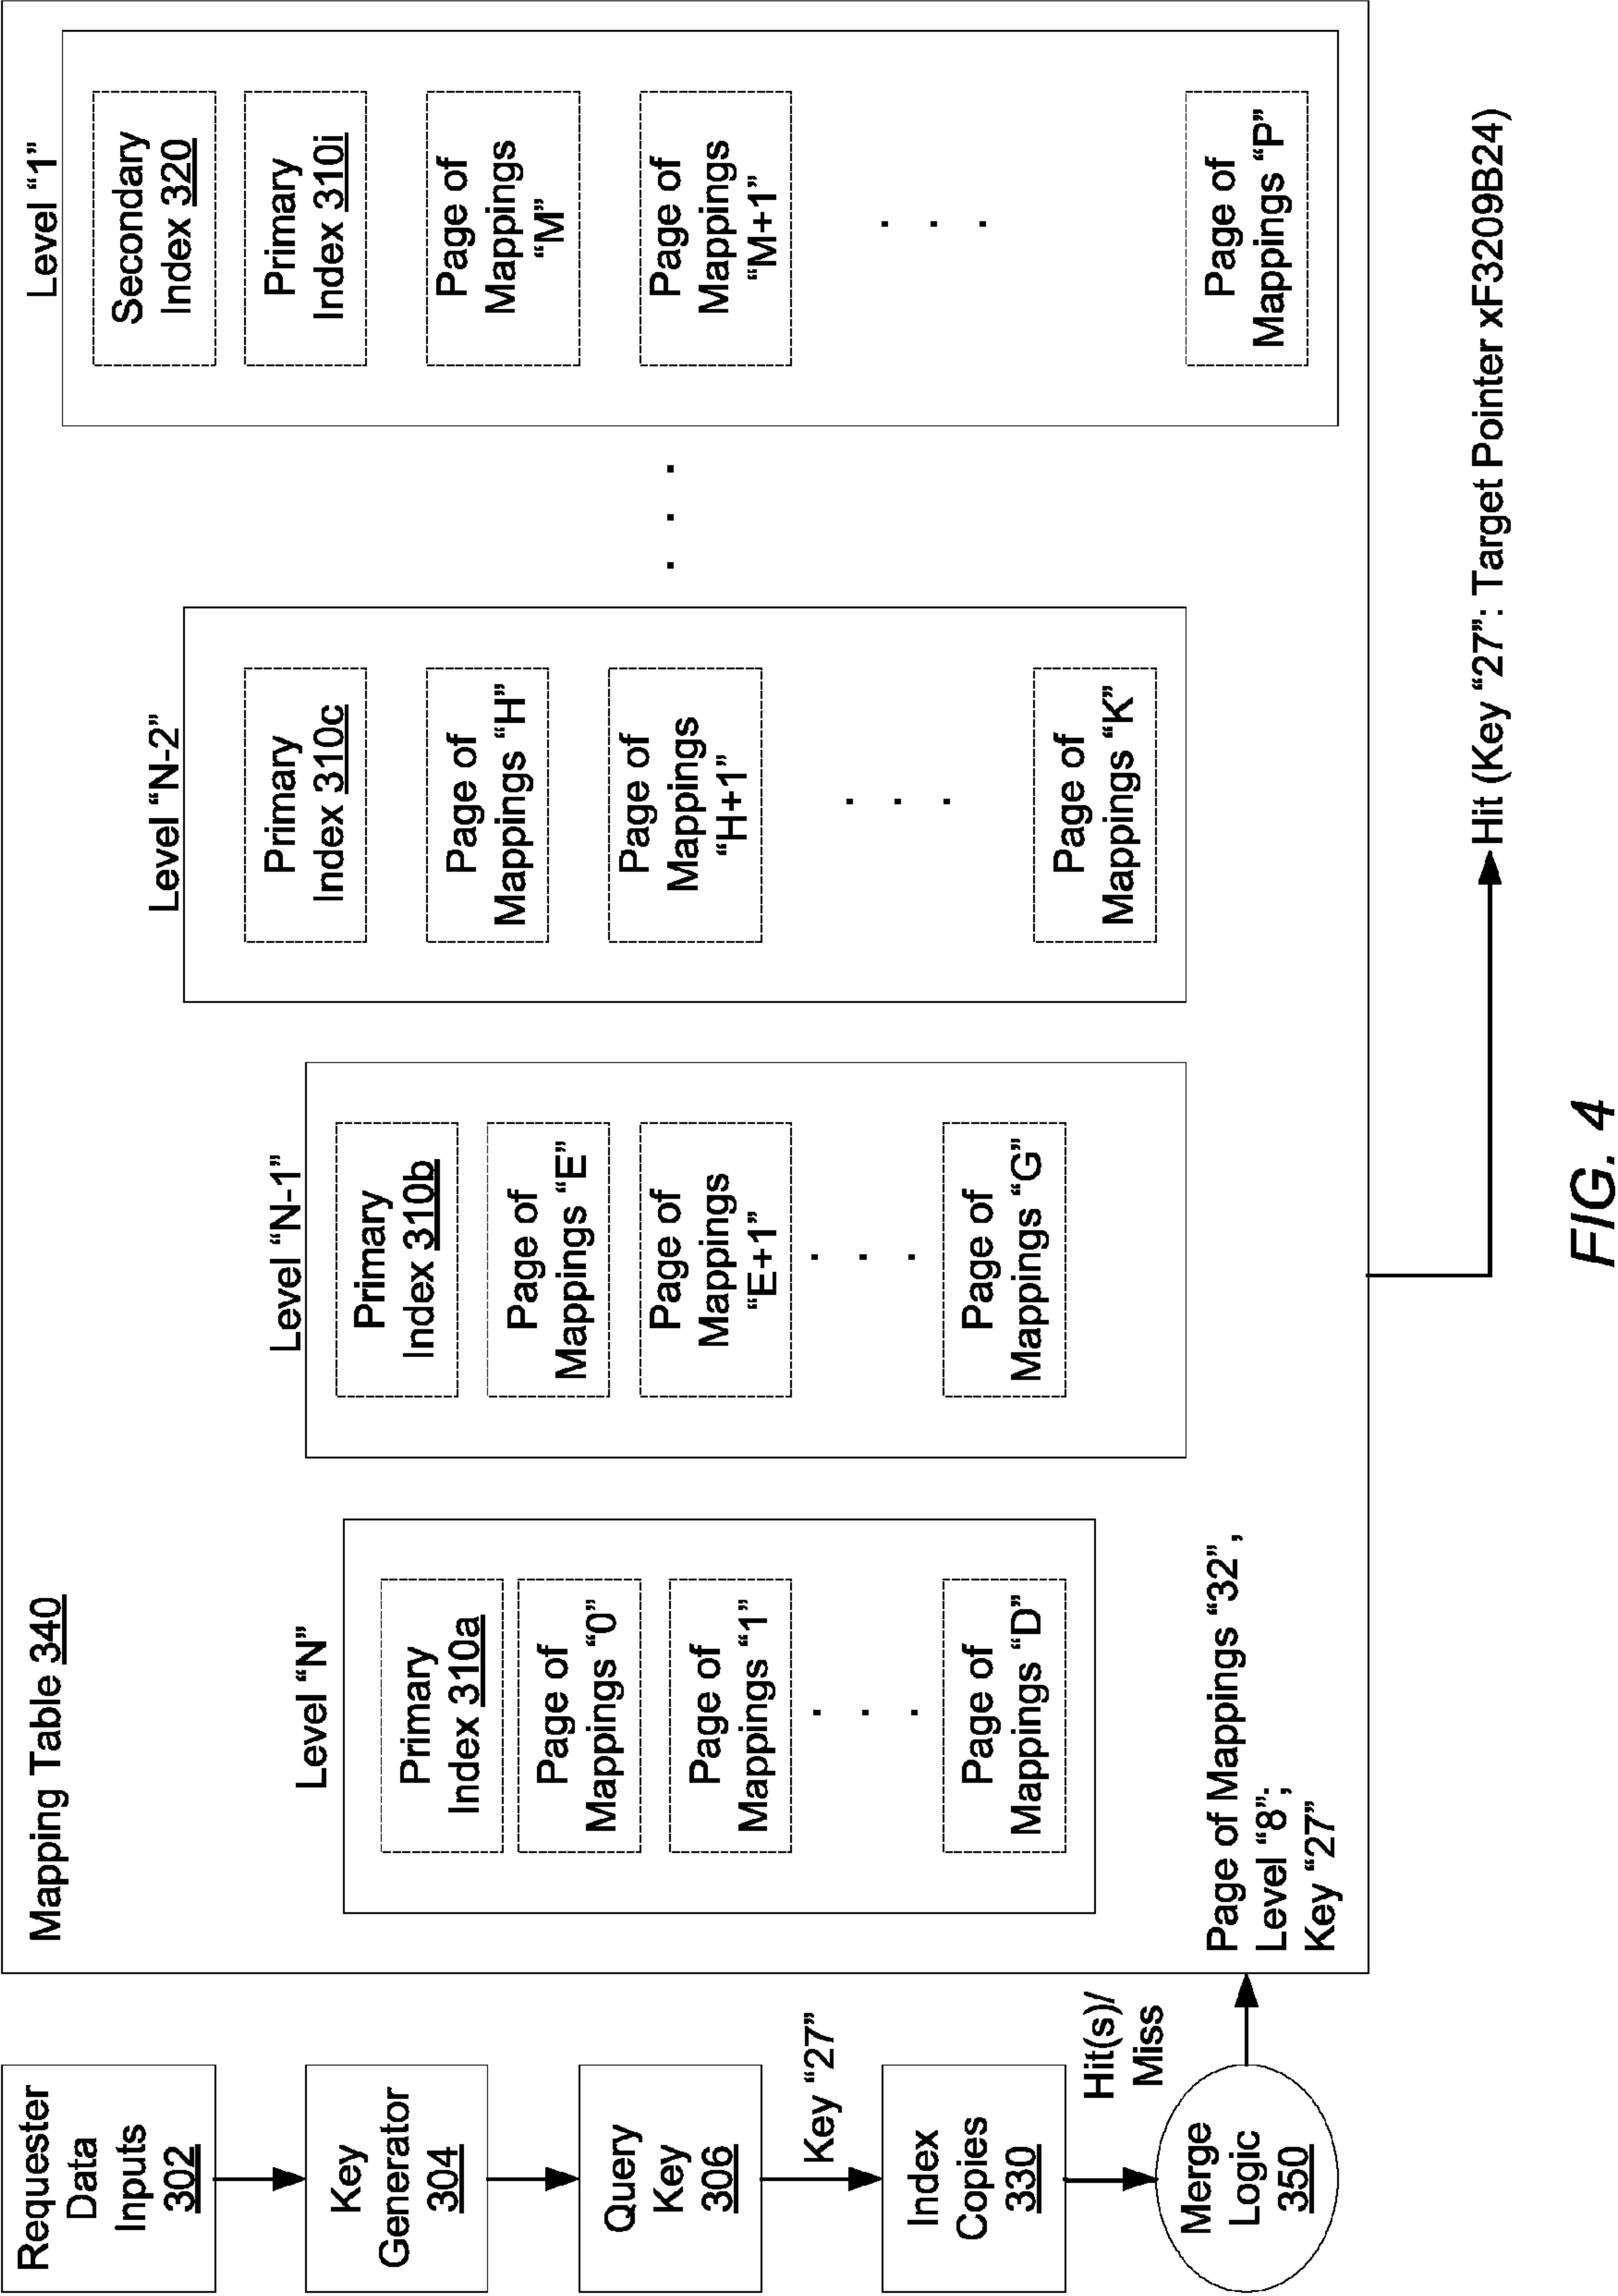 Requester
Data
Inputs
302
Key
Generator
304
Query
Key
306
Key “27”
Index
Copies
330
Hit(s)/
Miss
Merge
Logic
350
Mapping Table 340
Level “N”
Primary
Index 310a
Page of
Mappings “0”
Page of
Mappings “1”
. . .
Page of
Mappings “D”
Page of Mappings “32”,
Level “8”;
Key “27”
Level “N-1”
Primary
Index 310b
Page of
Mappings “E”
Page of
Mappings
“E+1”
. . .
Page of
Mappings “G”
Level “N-2”
Primary
Index 310c
Page of
Mappings “H”
Page of
Mappings
“H+1”
. . .
Page of
Mappings “K”
. . .
Level “1”
Secondary
Index 320
Primary
Index 310i
Page of
Mappings
“M”
Page of
Mappings
“M+1”
. . .
Page of
Mappings “P”
Hit (Key “27”: Target Pointer xF3209B24)
FIG. 4